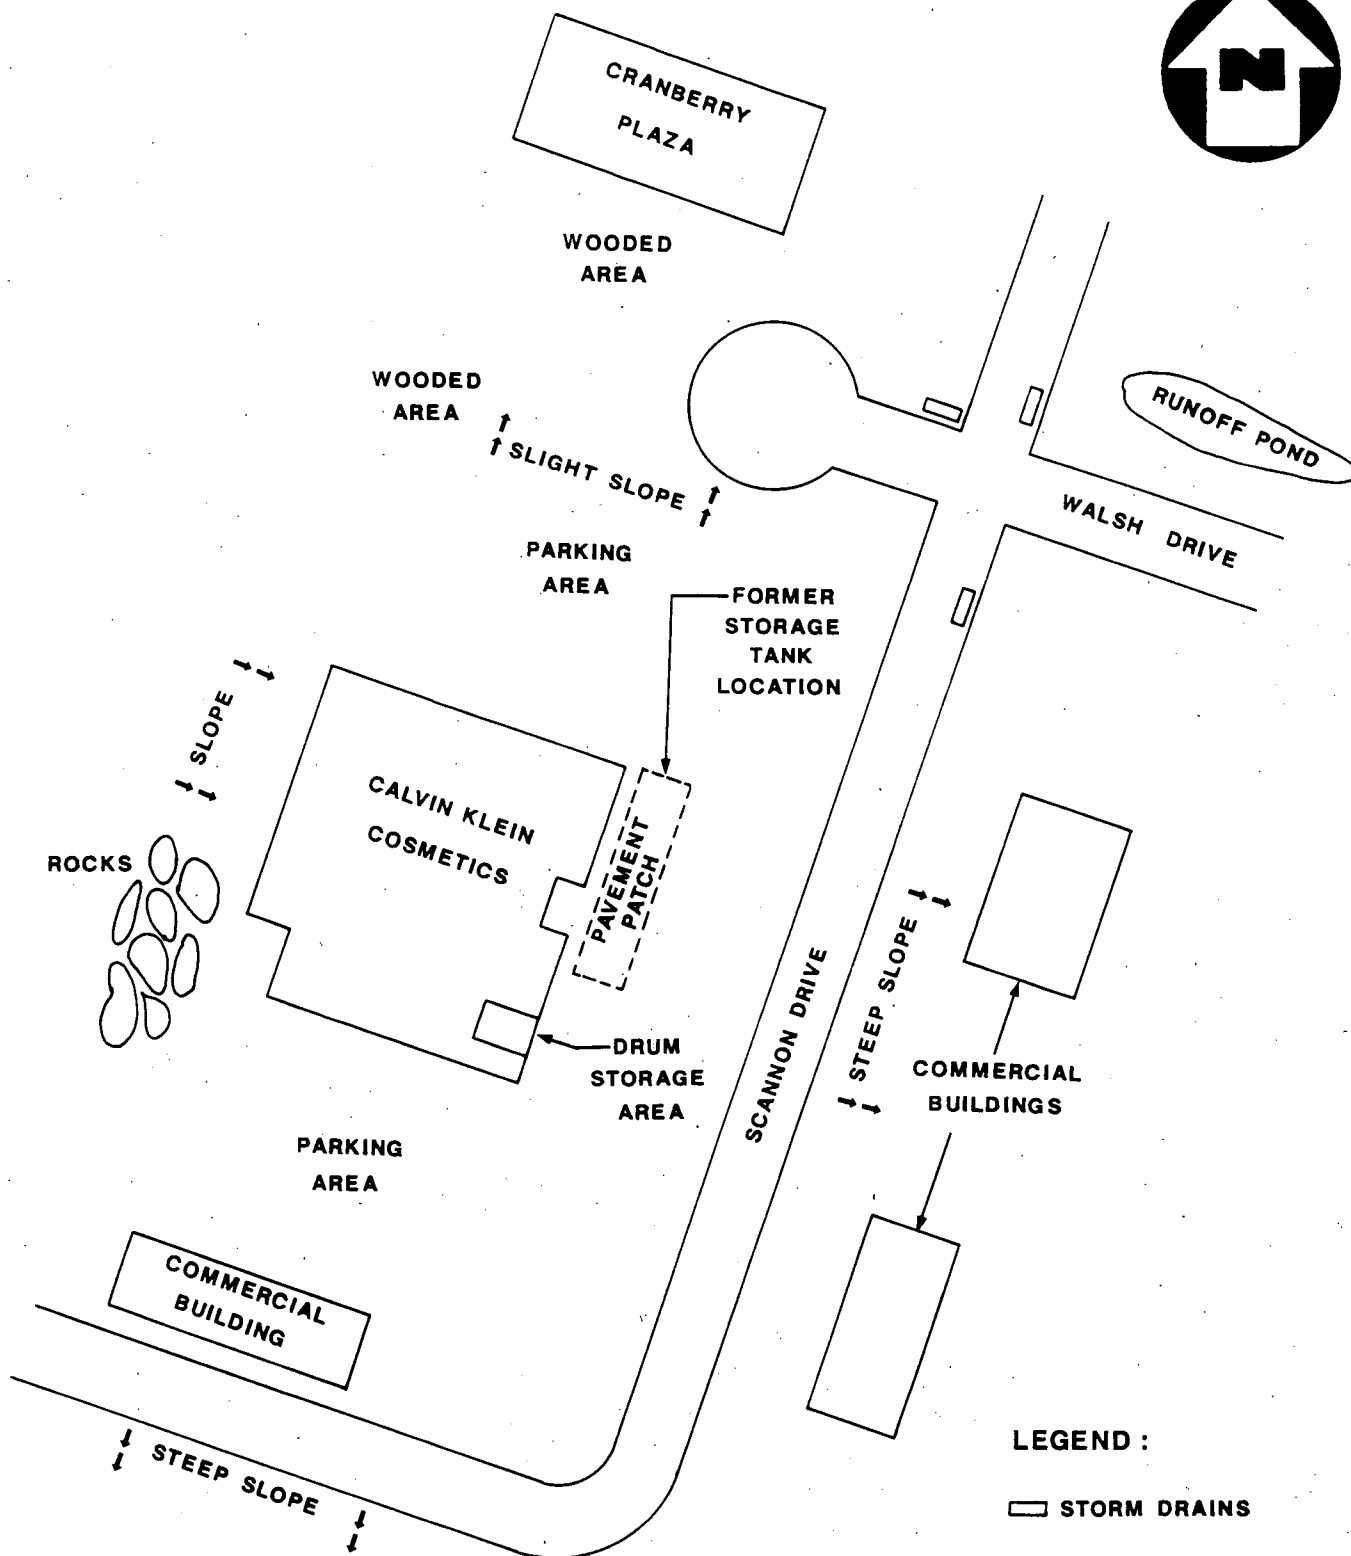 N
CRANBERRY
PLAZA
WOODED
AREA
WOODED
AREA
SLIGHT SLOPE
RUNOFF POND
WALSH DRIVE
PARKING
AREA
FORMER
STORAGE
TANK
LOCATION
SLOPE
CALVIN KLEIN
COSMETICS
PAVEMENT
PATCH
ROCKS
STEEP SLOPE
SCANNON DRIVE
DRUM
STORAGE
AREA
COMMERCIAL
BUILDINGS
PARKING
AREA
COMMERCIAL
BUILDING
STEEP SLOPE
LEGEND :
STORM DRAINS